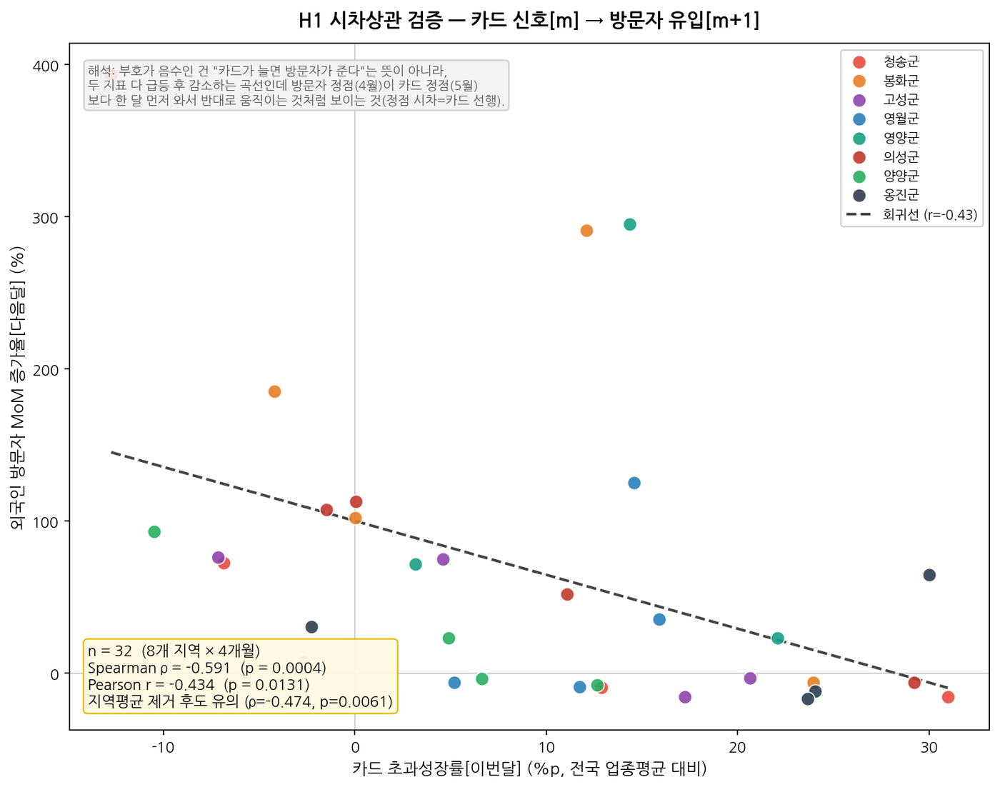 H1 시차상관 검증 — 카드 신호[m] → 방문자 유입[m+1]
400
300
200
100
0
외국인 방문자 MoM 증가율[다음달] (%)
해석: 부호가 음수인 건 "카드가 늘면 방문자가 준다"는 뜻이 아니라,
두 지표 다 급등 후 감소하는 곡선인데 방문자 정점(4월)이 카드 정점(5월)
보다 한 달 먼저 와서 반대로 움직이는 것처럼 보이는 것(정점 시차=카드 선행).
청송군
봉화군
고성군
영월군
영양군
의성군
양양군
옹진군
회귀선 (r=-0.43)
n = 32 (8개 지역 × 4개월)
Spearman ρ = -0.591 (p = 0.0004)
Pearson r = -0.434 (p = 0.0131)
지역평균 제거 후도 유의 (ρ=-0.474, p=0.0061)
-10
0
10
20
30
카드 초과성장률[이번달] (%p, 전국 업종평균 대비)